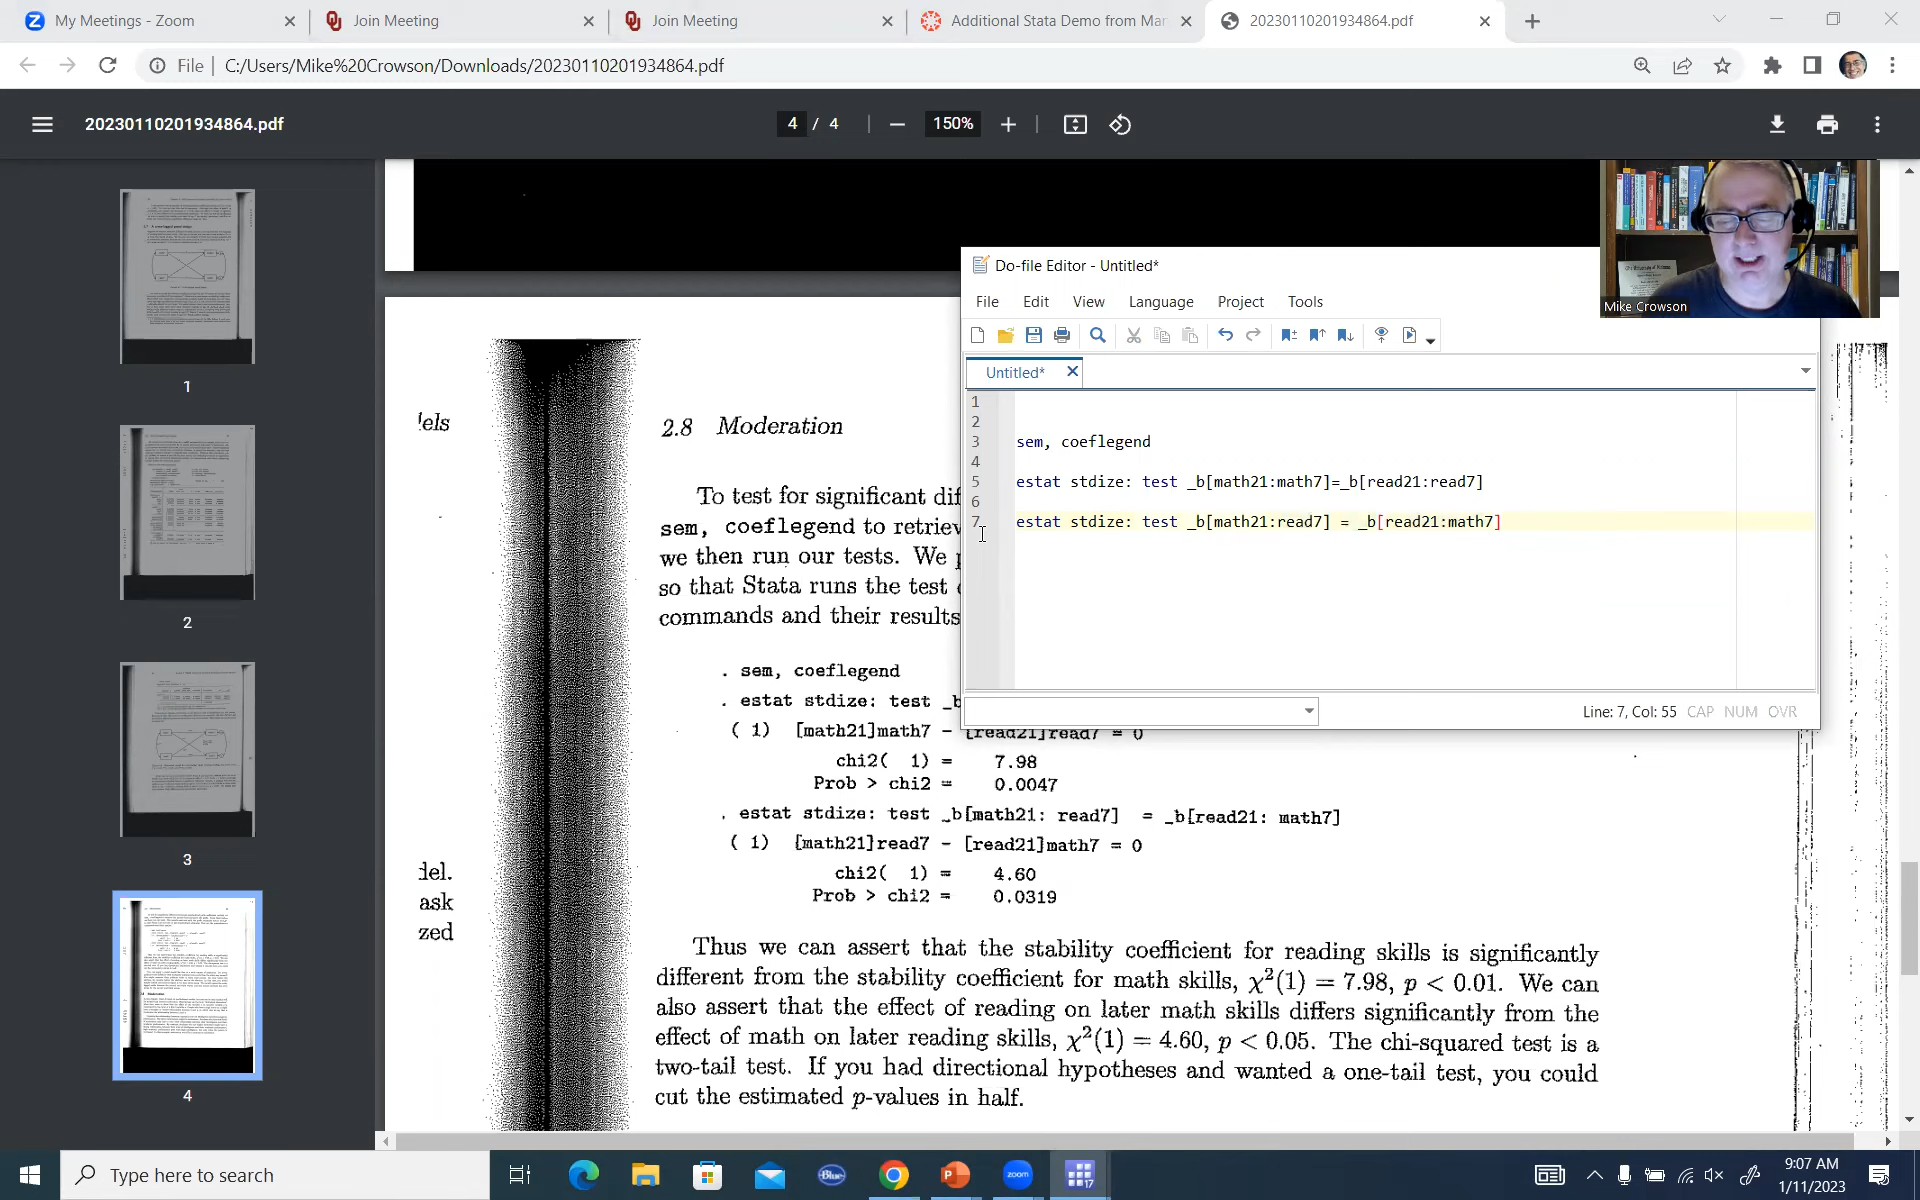 My Meetings - Zoom
Join Meeting
Join Meeting
Additional Stata Demo from Mar
20230110201934864.pdf
File
C:/Users/Mike%20Crowson/Downloads/20230110201934864.pdf
20230110201934864.pdf
4 / 4
150%
1
2
3
4
Mike Crowson
Do-file Editor - Untitled*
File Edit View Language Project Tools
Untitled*
1
2
3 sem, coeflegend
4
5 estat stdize: test _b[math21:math7]=_b[read21:read7]
6
7 estat stdize: test _b[math21:read7] = _b[read21:math7]
Line: 7, Col: 55 CAP NUM OVR
2.8 Moderation
To test for significant dif
sem, coeflegend to retriev
we then run our tests. We
so that Stata runs the test
commands and their results
. sem, coeflegend
. estat stdize: test _b
( 1) [math21]math7 - [read21]read7 = 0
chi2( 1) = 7.98
Prob > chi2 = 0.0047
. estat stdize: test _b[math21: read7] = _b[read21: math7]
( 1) [math21]read7 - [read21]math7 = 0
chi2( 1) = 4.60
Prob > chi2 = 0.0319
Thus we can assert that the stability coefficient for reading skills is significantly
different from the stability coefficient for math skills, χ²(1) = 7.98, p < 0.01. We can
also assert that the effect of reading on later math skills differs significantly from the
effect of math on later reading skills, χ²(1) = 4.60, p < 0.05. The chi-squared test is a
two-tail test. If you had directional hypotheses and wanted a one-tail test, you could
cut the estimated p-values in half.
els
del.
ask
zed
Type here to search
Blue
zoom
17
9:07 AM
1/11/2023